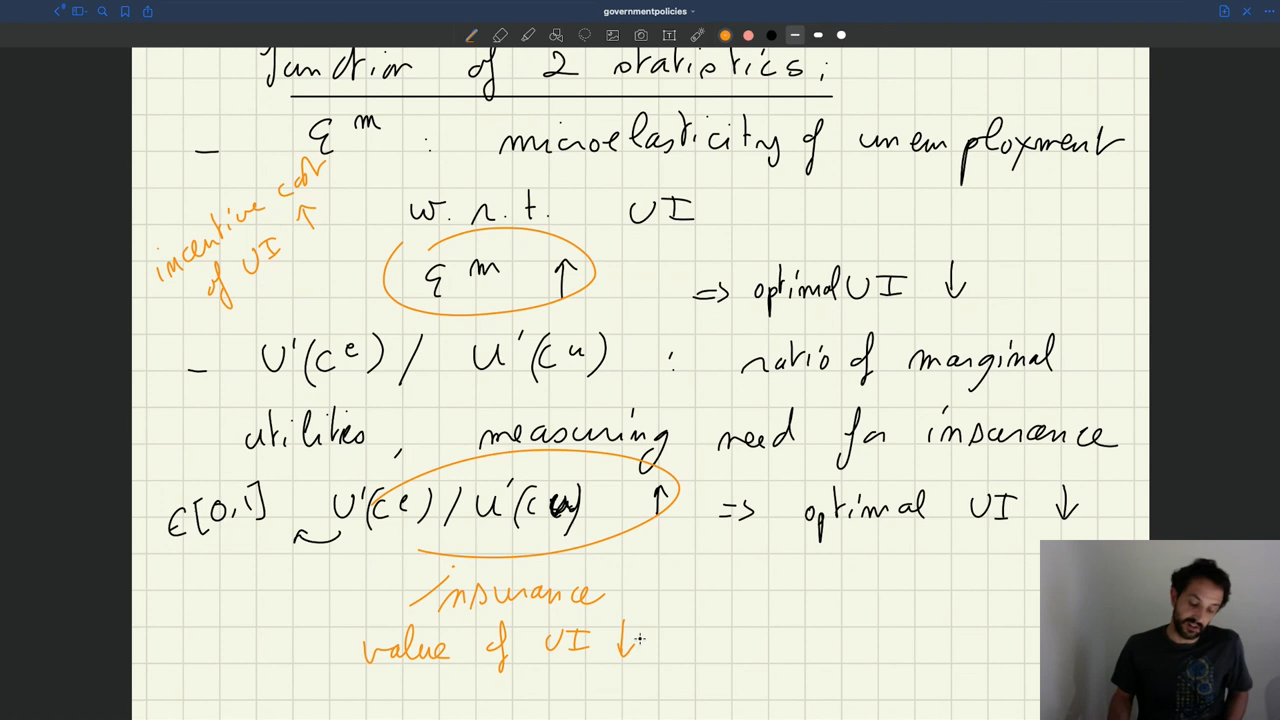 governmentpolicies
function of 2 statistics:
- ε^m : microelasticity of unemployment
w.r.t. UI
incentive cost
of UI ↑
ε^m ↑ => optimal UI ↓
- U'(c^e) / U'(c^u) : ratio of marginal
utilities, measuring need for insurance
∈[0,1] U'(c^e) / U'(c^u) ↑ => optimal UI ↓
insurance
value of UI ↓